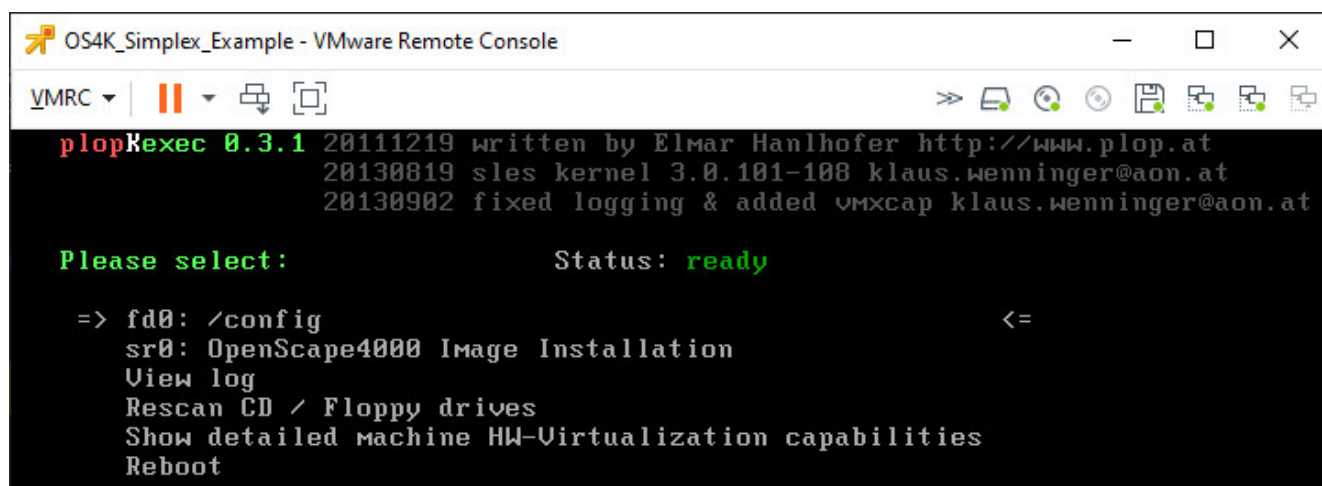 OS4K_Simplex_Example - VMware Remote Console
VMRC
plopKexec 0.3.1 20111219 written by Elmar Hanlhofer http://www.plop.at
20130819 sles kernel 3.0.101-108 klaus.wenninger@aon.at
20130902 fixed logging & added vmxcap klaus.wenninger@aon.at
Please select: Status: ready
=> fd0: /config <=
sr0: OpenScape4000 Image Installation
View log
Rescan CD / Floppy drives
Show detailed machine HW-Virtualization capabilities
Reboot